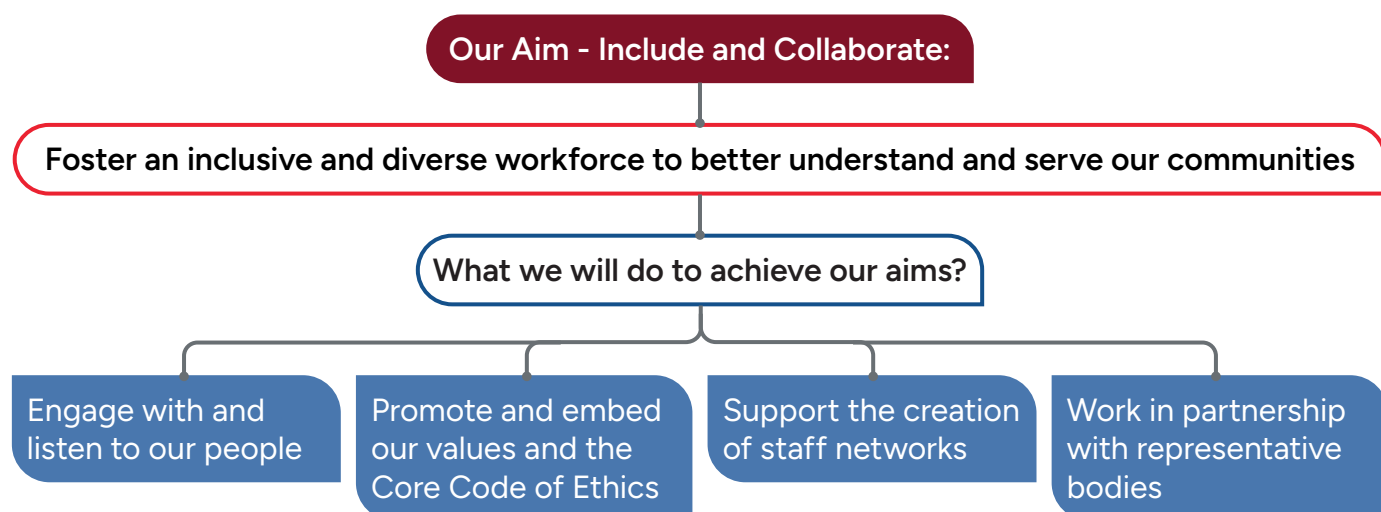 Our Aim - Include and Collaborate:
Foster an inclusive and diverse workforce to better understand and serve our communities
What we will do to achieve our aims?
Engage with and
listen to our people
Promote and embed
our values and the
Core Code of Ethics
Support the creation
of staff networks
Work in partnership
with representative
bodies